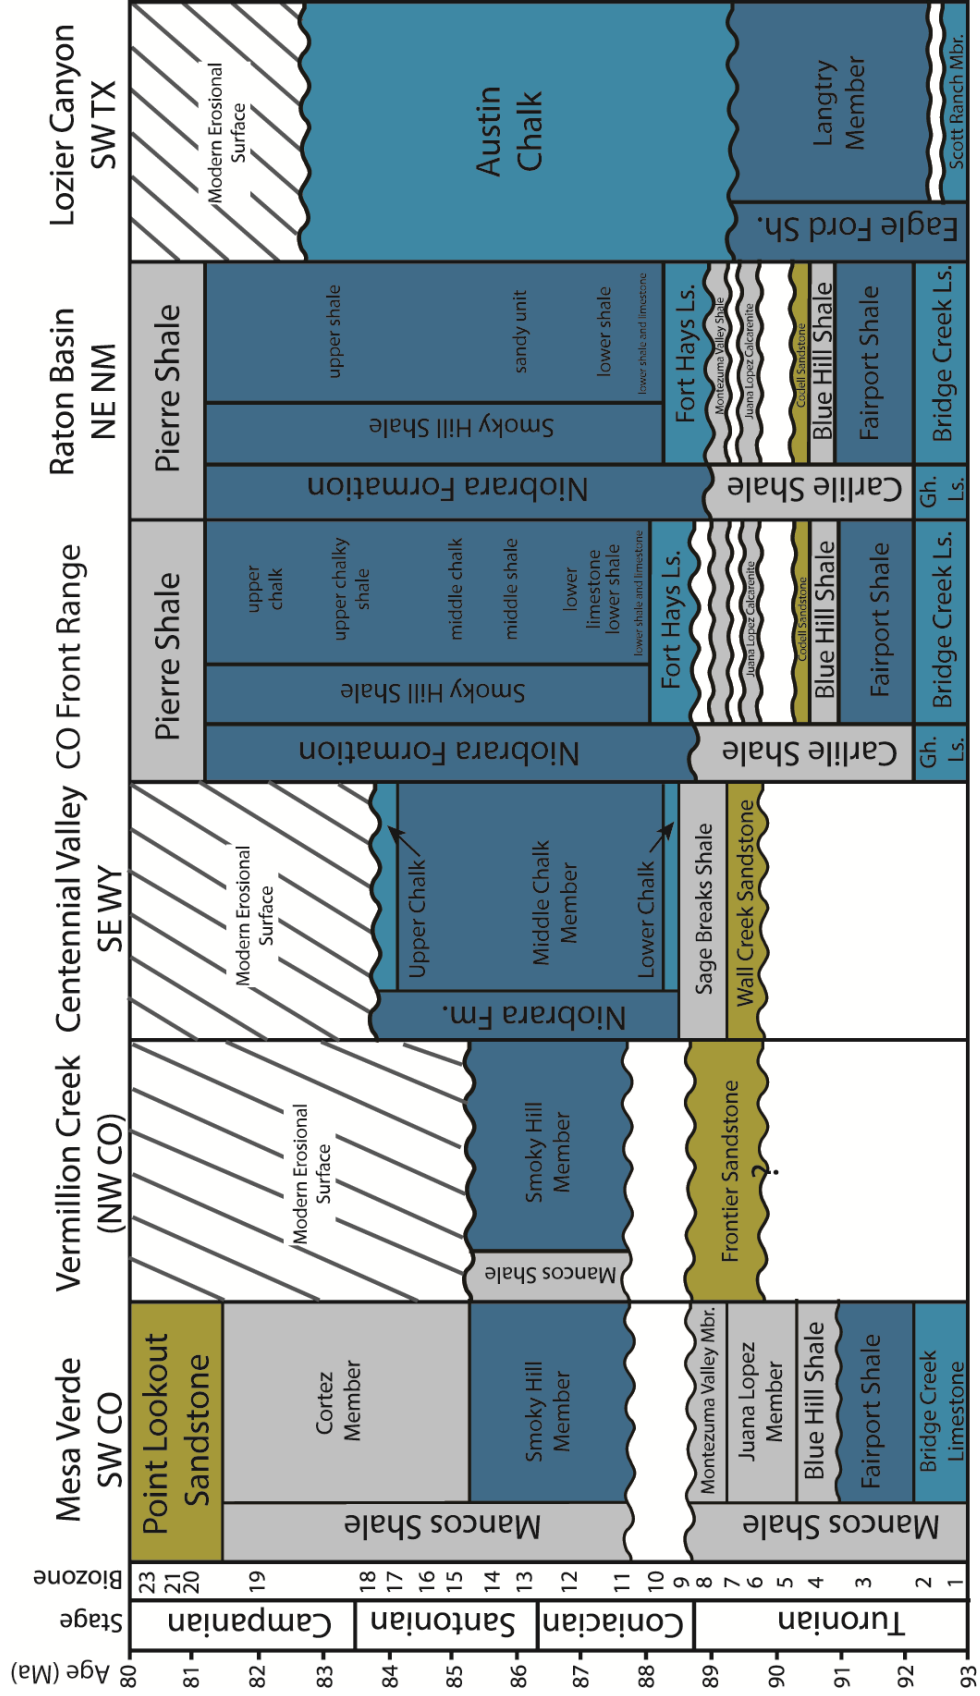 Age (Ma)
80
81
82
83
84
85
86
87
88
89
90
91
92
93
Stage
Campanian
Santonian
Coniacian
Turonian
Biozone
23
21
20
19
18
17
16
15
14
13
12
11
10
9
8
7
6
5
4
3
2
1
Mesa Verde
SW CO
Point Lookout
Sandstone
Mancos Shale
Cortez
Member
Smoky Hill
Member
Mancos Shale
Montezuma Valley Mbr.
Juana Lopez
Member
Blue Hill Shale
Fairport Shale
Bridge Creek
Limestone
Vermillion Creek
(NW CO)
Modern Erosional
Surface
Mancos Shale
Smoky Hill
Member
Frontier Sandstone
?
Centennial Valley
SE WY
Modern Erosional
Surface
Niobrara Fm.
Upper Chalk
Middle Chalk
Member
Lower Chalk
Sage Breaks Shale
Wall Creek Sandstone
CO Front Range
Pierre Shale
Niobrara Formation
Smoky Hill Shale
upper
chalk
upper chalky
shale
middle chalk
middle shale
lower
limestone
lower shale
lower shale and limestone
Fort Hays Ls.
Carlile Shale
Juana Lopez Calcarenite
Codell Sandstone
Blue Hill Shale
Fairport Shale
Gh.
Ls.
Bridge Creek Ls.
Raton Basin
NE NM
Pierre Shale
Niobrara Formation
Smoky Hill Shale
upper shale
sandy unit
lower shale
lower shale and limestone
Fort Hays Ls.
Carlile Shale
Montezuma Valley Shale
Juana Lopez Calcarenite
Codell Sandstone
Blue Hill Shale
Fairport Shale
Gh.
Ls.
Bridge Creek Ls.
Lozier Canyon
SW TX
Modern Erosional
Surface
Austin
Chalk
Eagle Ford Sh.
Langtry
Member
Scott Ranch Mbr.